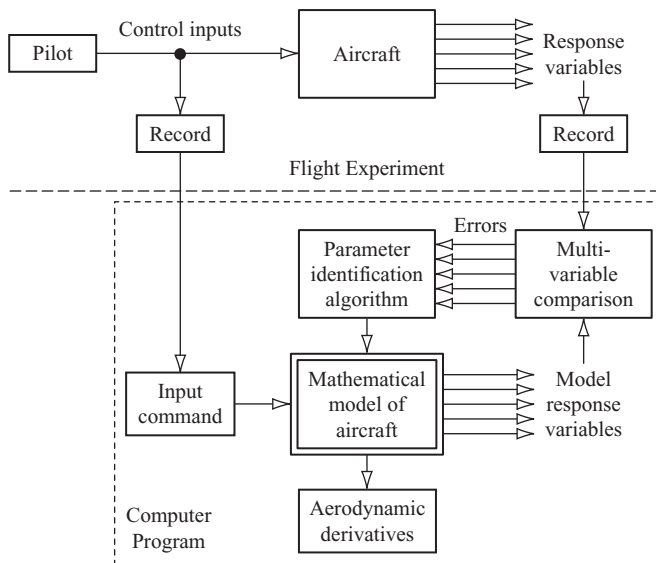 Control inputs
Pilot
Aircraft
Response
variables
Record
Record
Flight Experiment
Errors
Parameter
identification
algorithm
Multi-
variable
comparison
Input
command
Mathematical
model of
aircraft
Model
response
variables
Aerodynamic
derivatives
Computer
Program